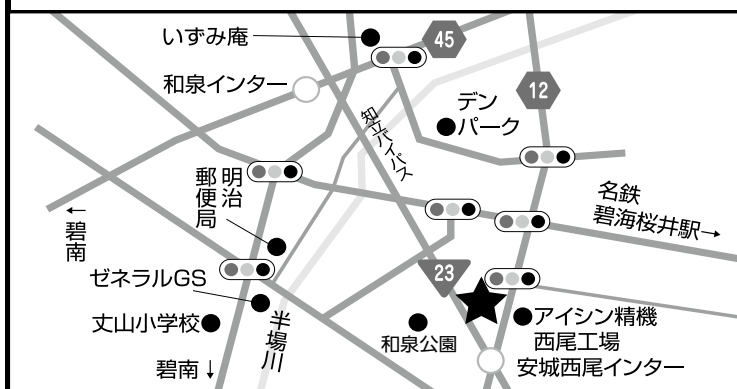 いずみ庵
45
和泉インター
12
デン
パーク
知立バイパス
明治
郵便局
名鉄
碧海桜井駅→
←碧南
ゼネラルGS
23
丈山小学校
半場川
和泉公園
アイシン精機
西尾工場
安城西尾インター
碧南↓